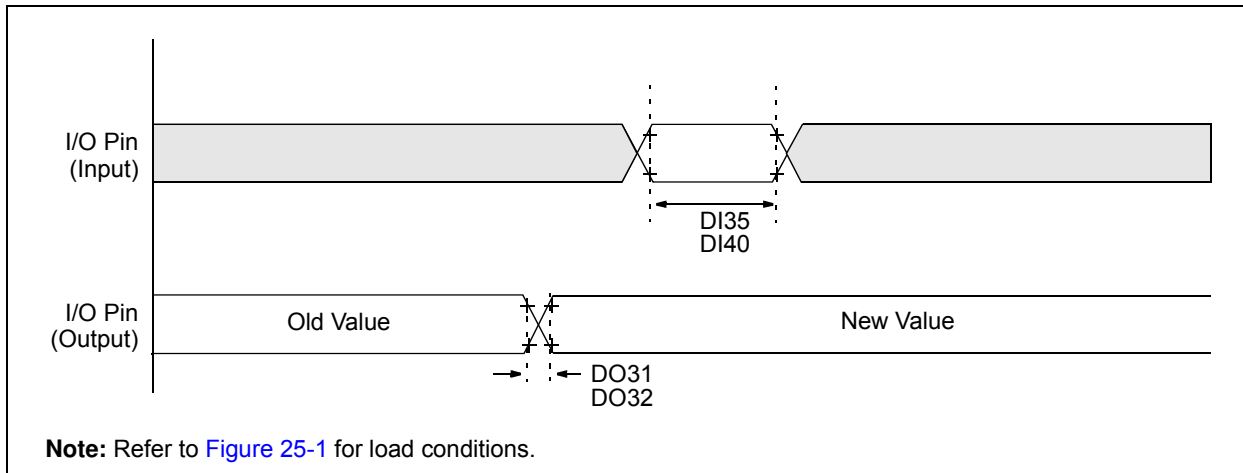 I/O Pin
(Input)
DI35
DI40
I/O Pin
(Output)
Old Value
New Value
DO31
DO32
Note: Refer to Figure 25-1 for load conditions.